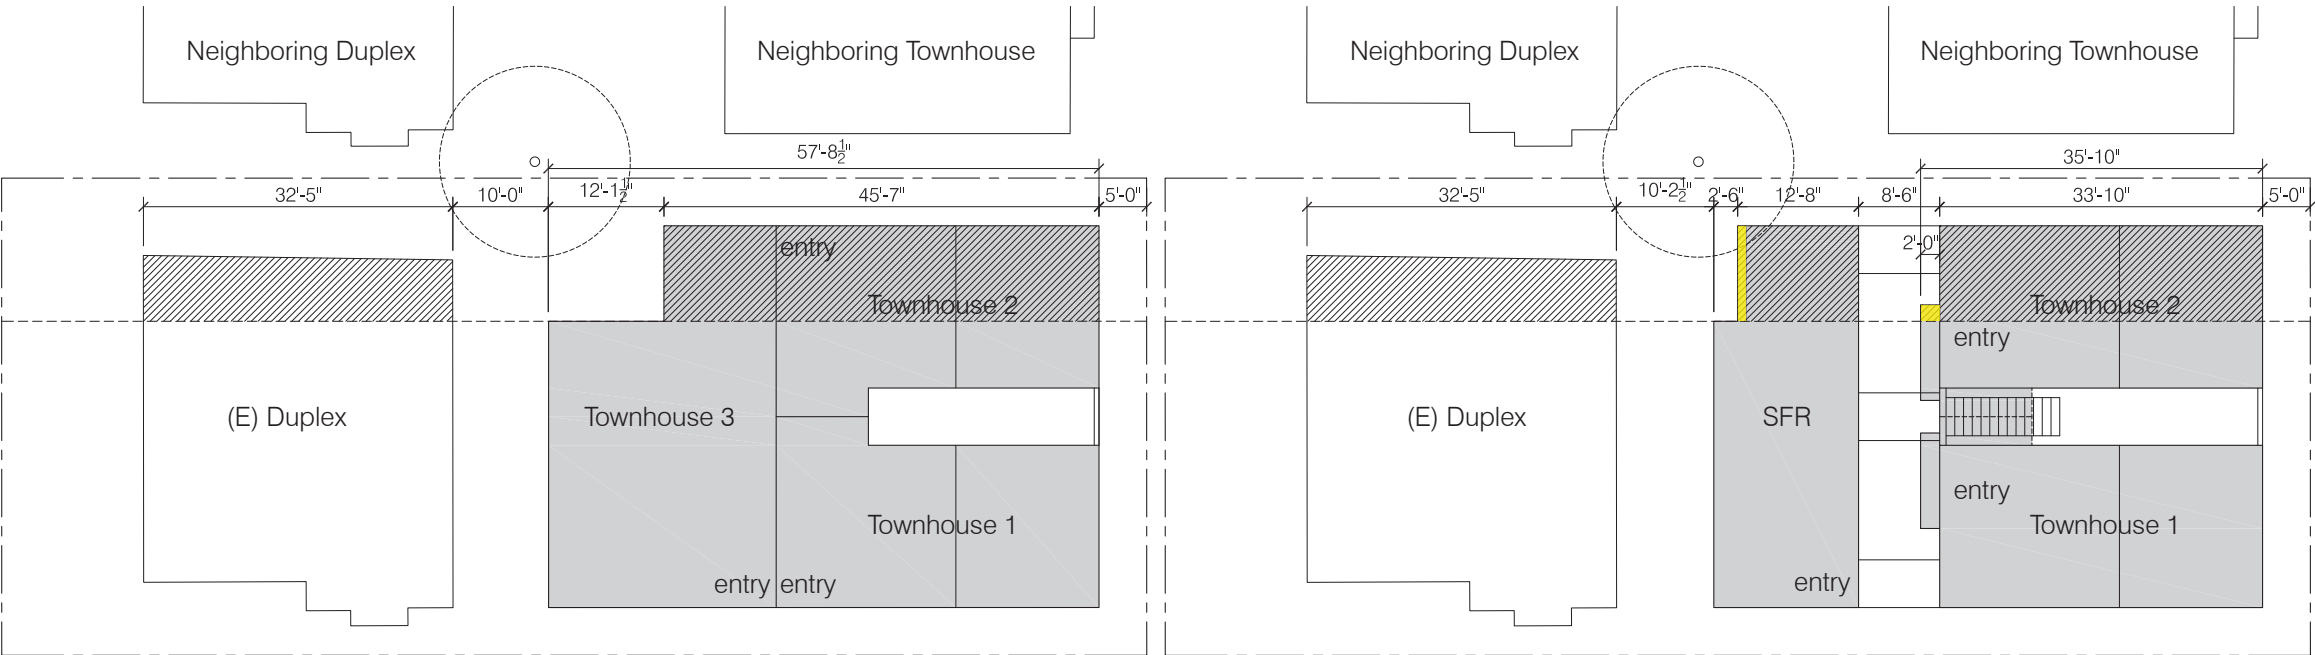 Neighboring Duplex
Neighboring Townhouse
57'-8½"
32'-5"
10'-0"
12'-1½"
45'-7"
5'-0"
entry
Townhouse 2
(E) Duplex
Townhouse 3
Townhouse 1
entry
entry
Neighboring Duplex
Neighboring Townhouse
35'-10"
32'-5"
10'-2½"
2'-6"
12'-8"
8'-6"
33'-10"
5'-0"
2'-0"
Townhouse 2
entry
(E) Duplex
SFR
entry
Townhouse 1
entry